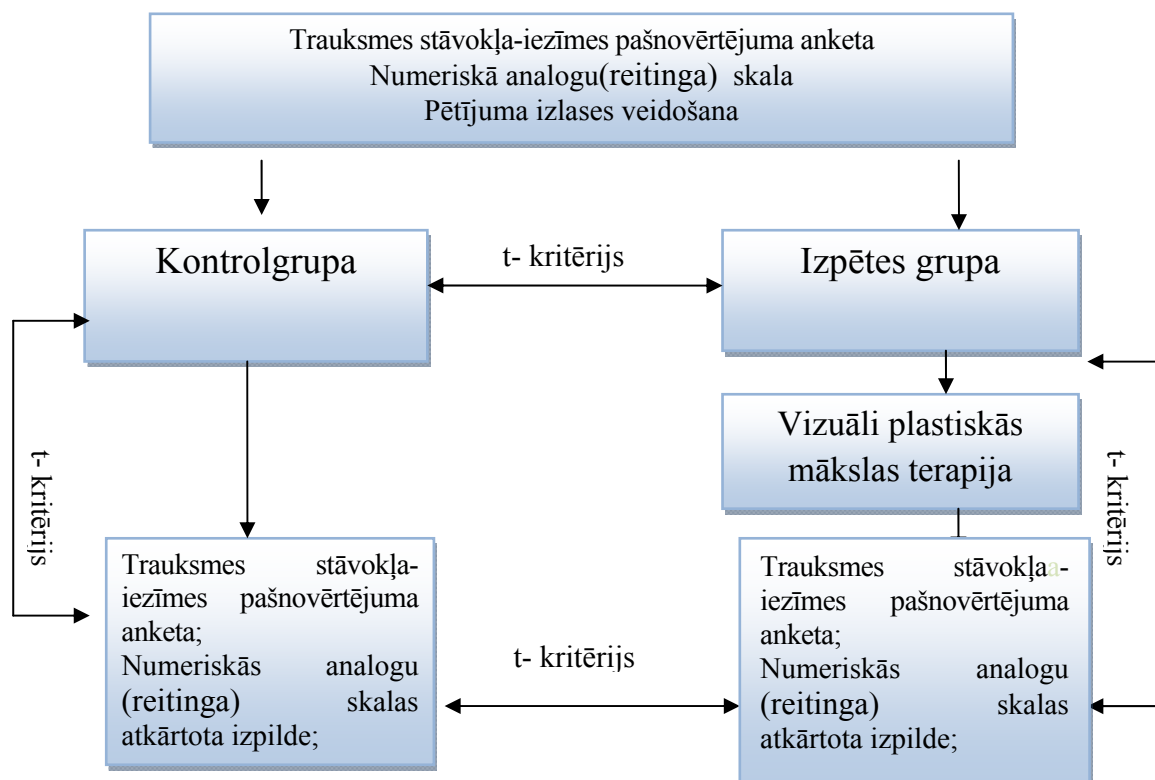 Trauksmes stāvokļa-iezīmes pašnovērtējuma anketa
Numeriskā analogu(reitinga) skala
Pētījuma izlases veidošana
Kontrolgrupa
t- kritērijs
Izpētes grupa
Vizuāli plastiskās
mākslas terapija
t- kritērijs
t- kritērijs
Trauksmes stāvokļa-
iezīmes pašnovērtējuma
anketa;
Numeriskās analogu
(reitinga) skalas
atkārtota izpilde;
t- kritērijs
Trauksmes stāvokļaa-
iezīmes pašnovērtējuma
anketa;
Numeriskās analogu
(reitinga) skalas
atkārtota izpilde;